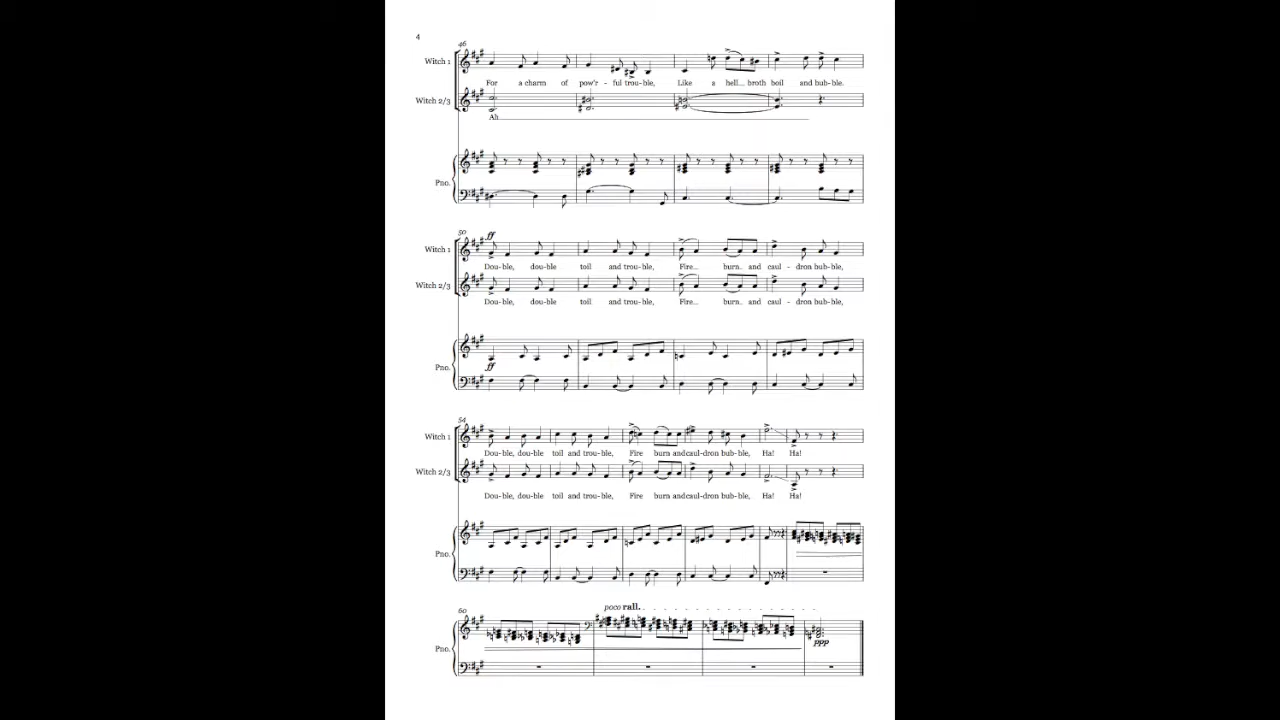 4
46
Witch 1
For a charm of pow'r - ful trou-ble, Like a hell... broth boil and bub-ble.
Witch 2/3
Ah
Pno.
50
ff
Witch 1
Dou-ble, dou-ble toil and trou-ble, Fire... burn.. and caul - dron bub-ble,
Witch 2/3
Dou-ble, dou-ble toil and trou-ble, Fire... burn.. and caul - dron bub-ble,
Pno.
ff
54
Witch 1
Dou-ble, dou-ble toil and trou-ble, Fire burn and caul-dron bub-ble, Ha! Ha!
Witch 2/3
Dou-ble, dou-ble toil and trou-ble, Fire burn and caul-dron bub-ble, Ha! Ha!
Pno.
60
poco rall.
Pno.
ppp